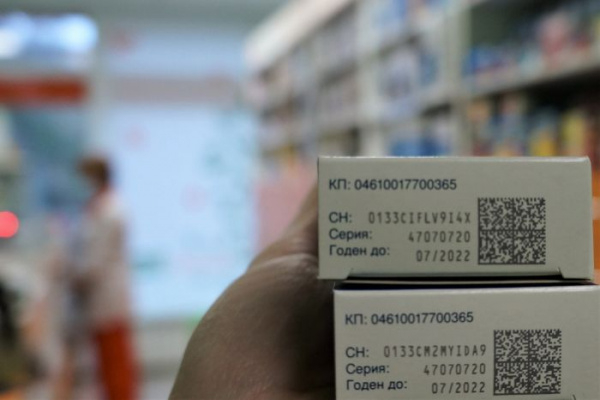 КП: 04610017700365
СН: 0133CIFLV9I4X
Серия: 47070720
Годен до: 07/2022
КП: 04610017700365
СН: 0133CM2MYIDA9
Серия: 47070720
Годен до: 07/2022